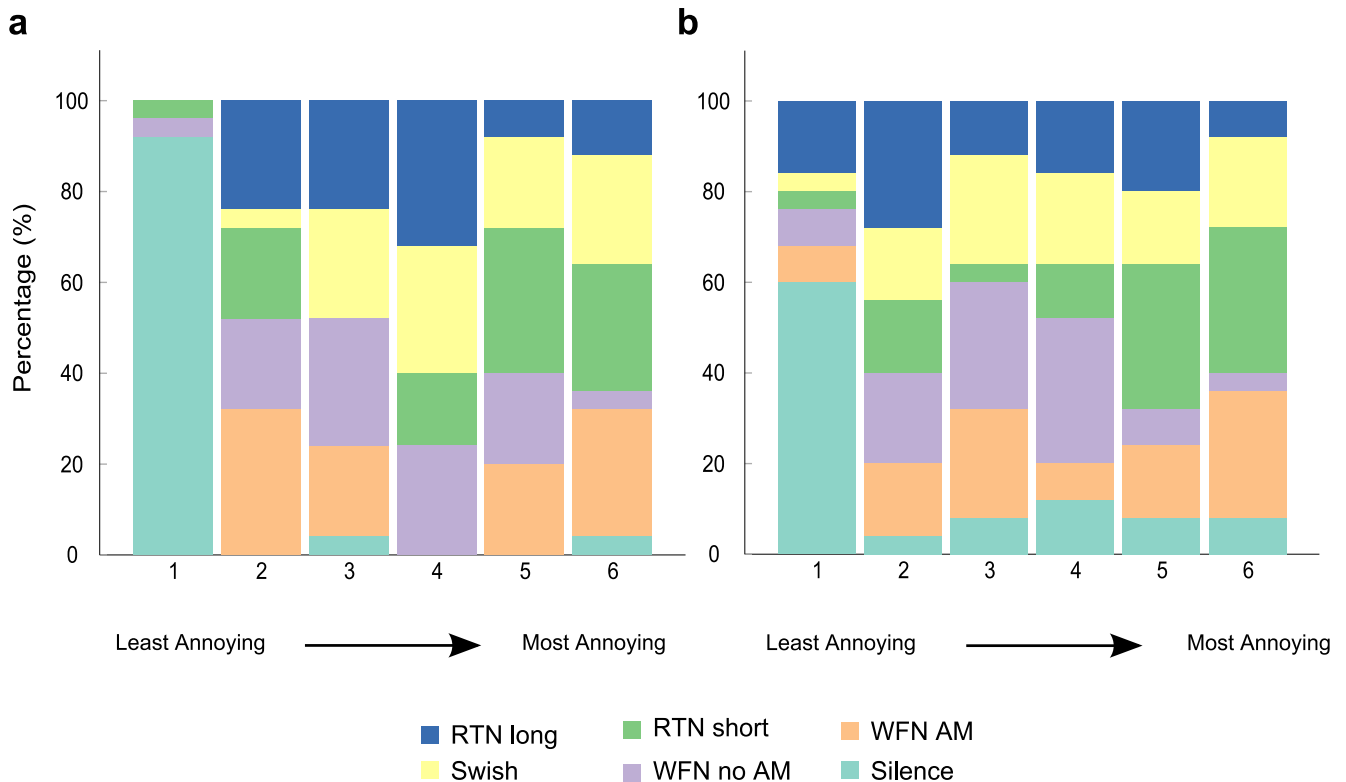 a
b
Percentage (%)
100
80
60
40
20
0
1 2 3 4 5 6
Least Annoying
Most Annoying
100
80
60
40
20
0
1 2 3 4 5 6
Least Annoying
Most Annoying
RTN long
RTN short
WFN AM
Swish
WFN no AM
Silence